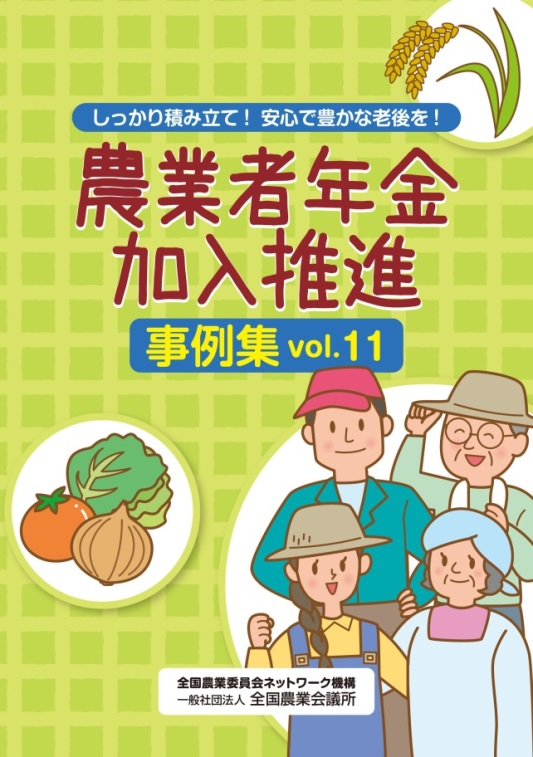 しっかり積み立て！ 安心で豊かな老後を！
農業者年金
加入推進
事例集 vol.11
全国農業委員会ネットワーク機構
一般社団法人 全国農業会議所